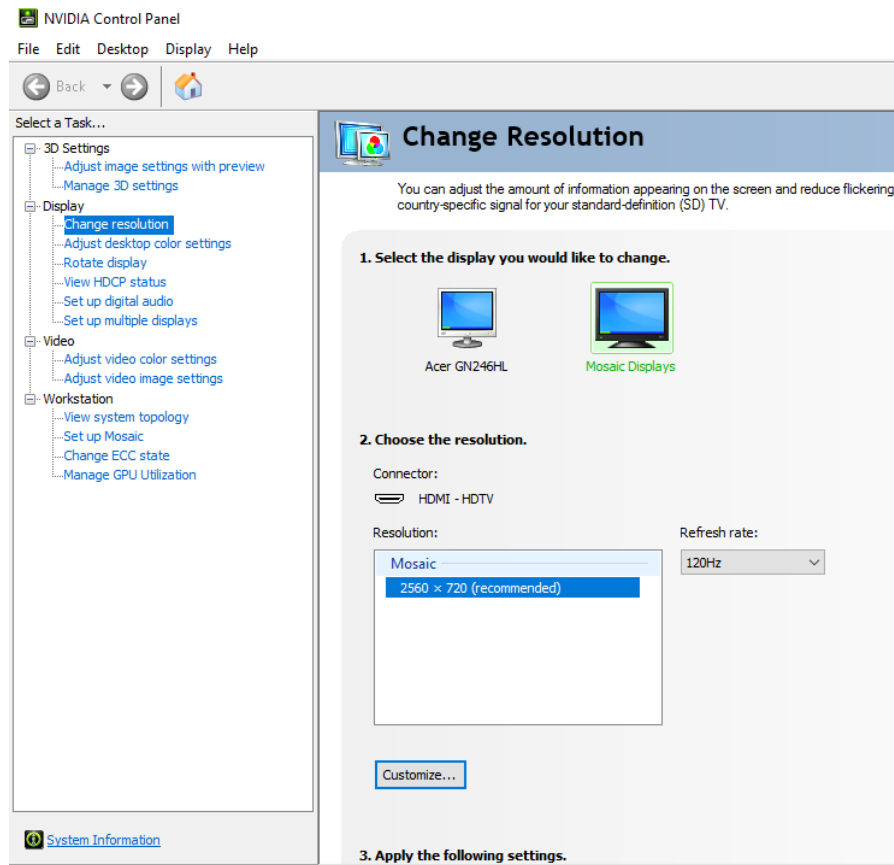 NVIDIA Control Panel
File Edit Desktop Display Help
Back
Select a Task...
3D Settings
Adjust image settings with preview
Manage 3D settings
Display
Change resolution
Adjust desktop color settings
Rotate display
View HDCP status
Set up digital audio
Set up multiple displays
Video
Adjust video color settings
Adjust video image settings
Workstation
View system topology
Set up Mosaic
Change ECC state
Manage GPU Utilization
System Information
Change Resolution
You can adjust the amount of information appearing on the screen and reduce flickering
country-specific signal for your standard-definition (SD) TV.
1. Select the display you would like to change.
Acer GN246HL
Mosaic Displays
2. Choose the resolution.
Connector:
HDMI - HDTV
Resolution:
Refresh rate:
Mosaic
120Hz
2560 × 720 (recommended)
Customize...
3. Apply the following settings.